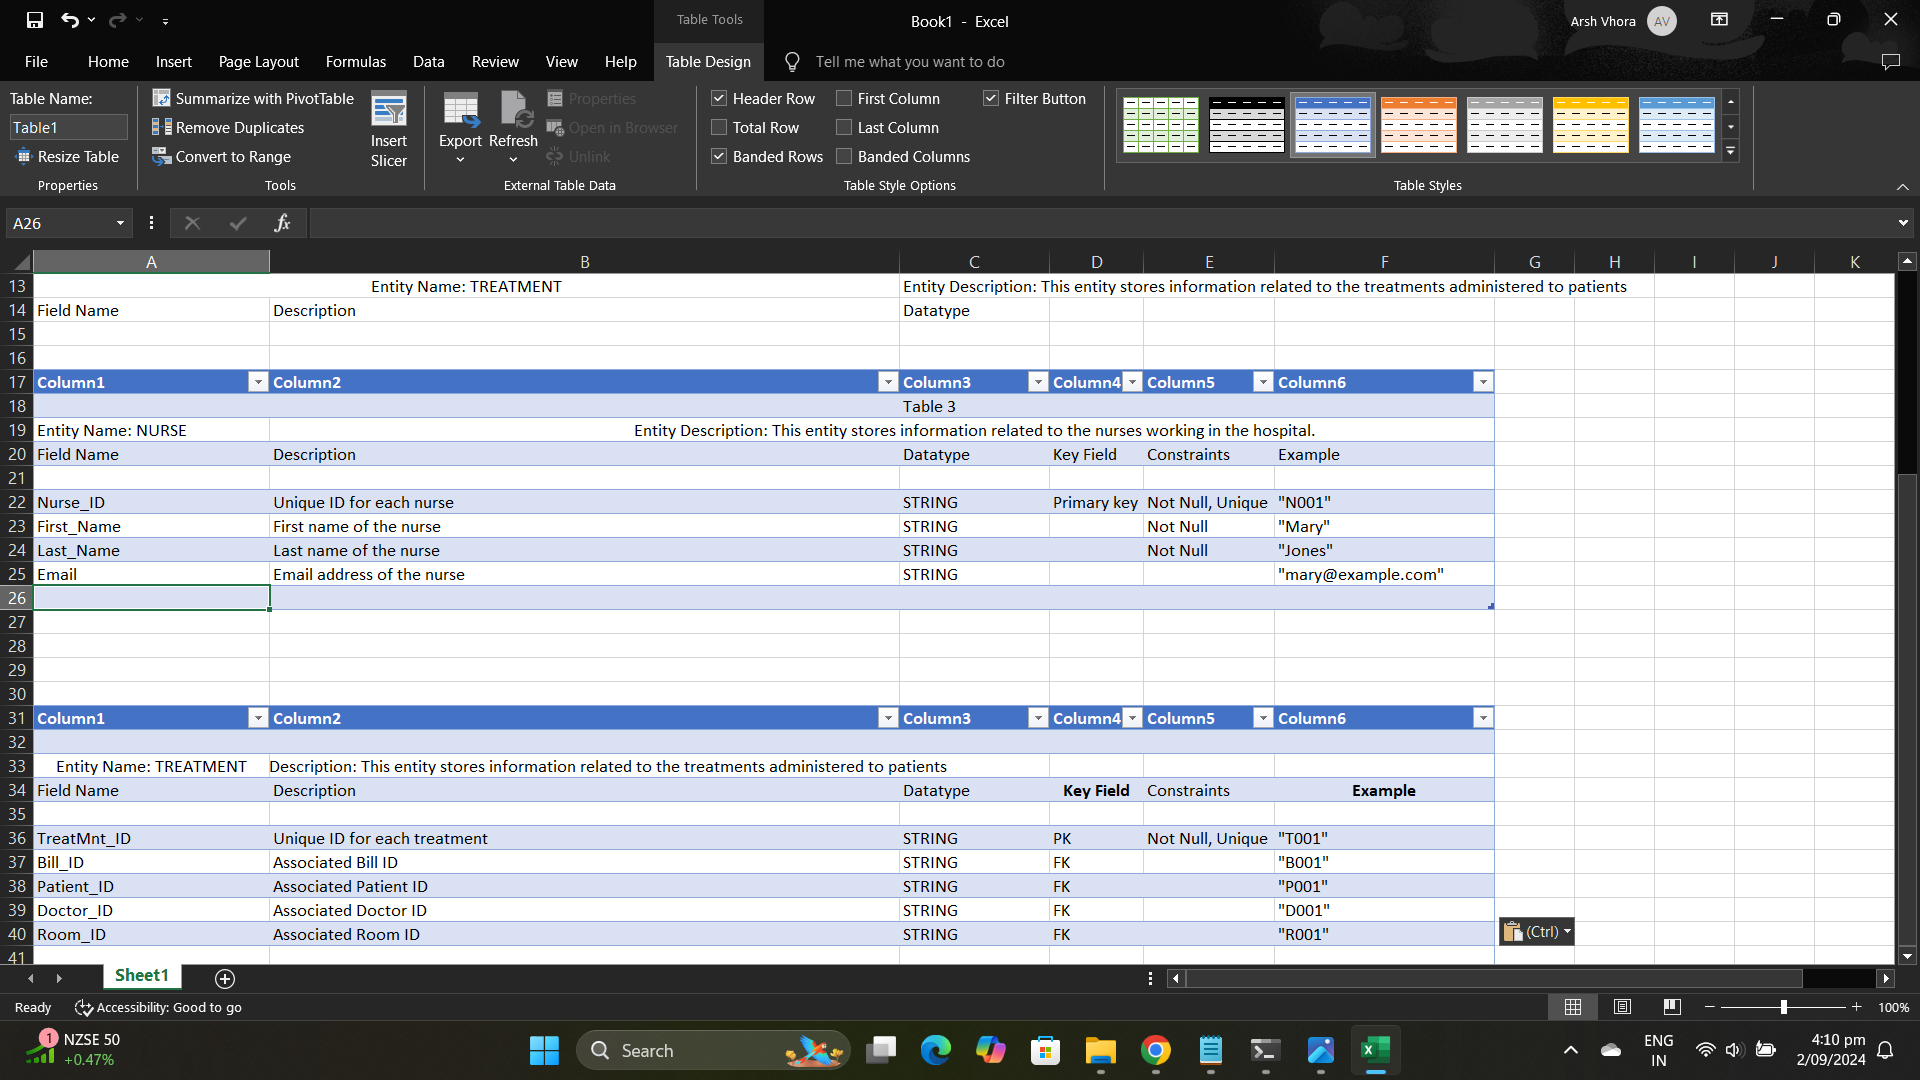 Table Tools
Book1 - Excel
Arsh Vhora AV
File Home Insert Page Layout Formulas Data Review View Help Table Design Tell me what you want to do
Table Name:
Table1
Resize Table
Properties
Summarize with PivotTable
Remove Duplicates
Convert to Range
Tools
Insert
Slicer
Export
Refresh
Properties
Open in Browser
Unlink
External Table Data
Header Row First Column Filter Button
Total Row Last Column
Banded Rows Banded Columns
Table Style Options
Table Styles
A26
fx
A B C D E F G H I J K
13 Entity Name: TREATMENT Entity Description: This entity stores information related to the treatments administered to patients
14 Field Name Description Datatype
15
16
17 Column1 Column2 Column3 Column4 Column5 Column6
18 Table 3
19 Entity Name: NURSE Entity Description: This entity stores information related to the nurses working in the hospital.
20 Field Name Description Datatype Key Field Constraints Example
21
22 Nurse_ID Unique ID for each nurse STRING Primary key Not Null, Unique "N001"
23 First_Name First name of the nurse STRING Not Null "Mary"
24 Last_Name Last name of the nurse STRING Not Null "Jones"
25 Email Email address of the nurse STRING "mary@example.com"
26
27
28
29
30
31 Column1 Column2 Column3 Column4 Column5 Column6
32
33 Entity Name: TREATMENT Description: This entity stores information related to the treatments administered to patients
34 Field Name Description Datatype Key Field Constraints Example
35
36 TreatMnt_ID Unique ID for each treatment STRING PK Not Null, Unique "T001"
37 Bill_ID Associated Bill ID STRING FK "B001"
38 Patient_ID Associated Patient ID STRING FK "P001"
39 Doctor_ID Associated Doctor ID STRING FK "D001"
40 Room_ID Associated Room ID STRING FK "R001"
(Ctrl)
41
Sheet1
Ready Accessibility: Good to go
100%
1
NZSE 50
+0.47%
Search
ENG
IN
4:10 pm
2/09/2024